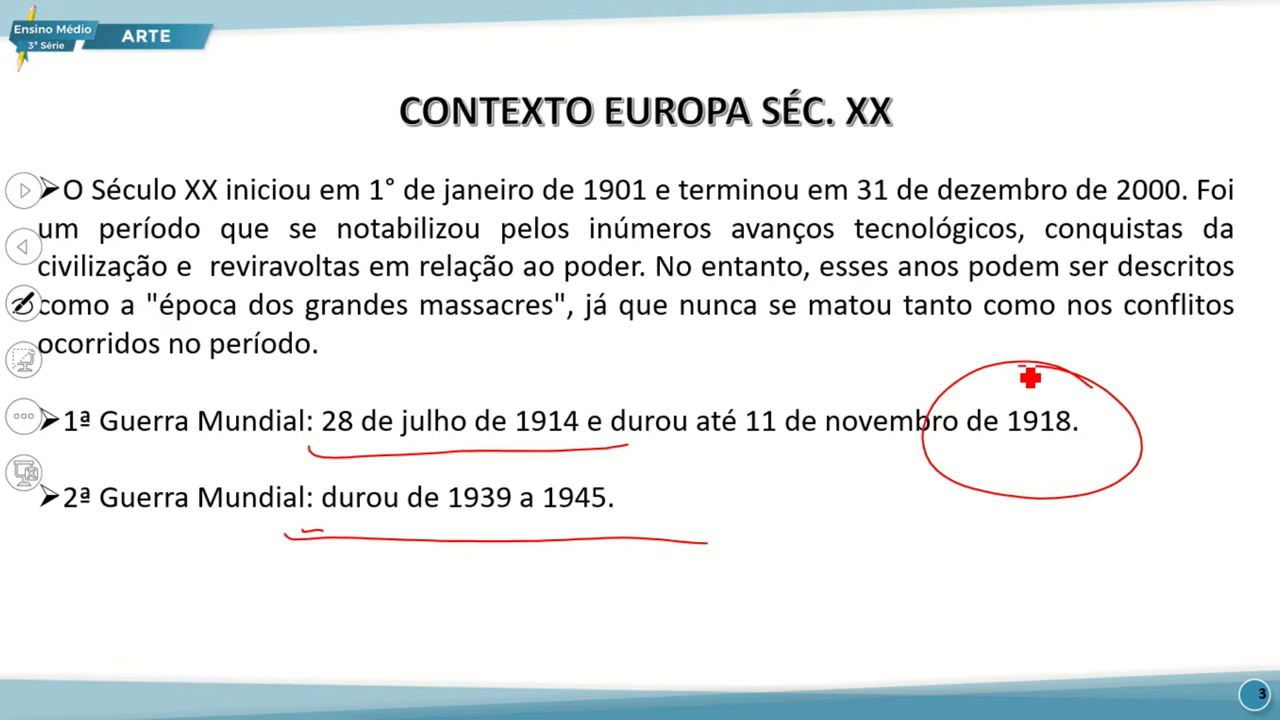 Ensino Médio
3ª Série
ARTE
CONTEXTO EUROPA SÉC. XX
➢O Século XX iniciou em 1° de janeiro de 1901 e terminou em 31 de dezembro de 2000. Foi
um período que se notabilizou pelos inúmeros avanços tecnológicos, conquistas da
civilização e reviravoltas em relação ao poder. No entanto, esses anos podem ser descritos
como a "época dos grandes massacres", já que nunca se matou tanto como nos conflitos
ocorridos no período.
➢1ª Guerra Mundial: 28 de julho de 1914 e durou até 11 de novembro de 1918.
➢2ª Guerra Mundial: durou de 1939 a 1945.
3